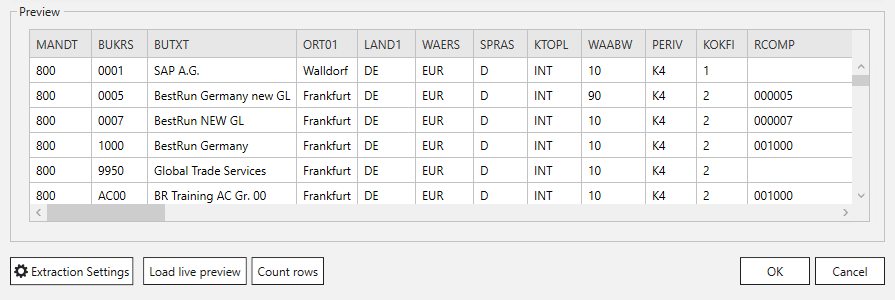 Preview
MANDT BUKRS BUTXT ORT01 LAND1 WAERS SPRAS KTOPL WAABW PERIV KOKFI RCOMP
800 0001 SAP A.G. Walldorf DE EUR D INT 10 K4 1
800 0005 BestRun Germany new GL Frankfurt DE EUR D INT 90 K4 2 000005
800 0007 BestRun NEW GL Frankfurt DE EUR D INT 10 K4 2 000007
800 1000 BestRun Germany Frankfurt DE EUR D INT 10 K4 2 001000
800 9950 Global Trade Services Frankfurt DE EUR D INT 10 K4 2
800 AC00 BR Training AC Gr. 00 Frankfurt DE EUR D INT 10 K4 2 001000
Extraction Settings Load live preview Count rows OK Cancel